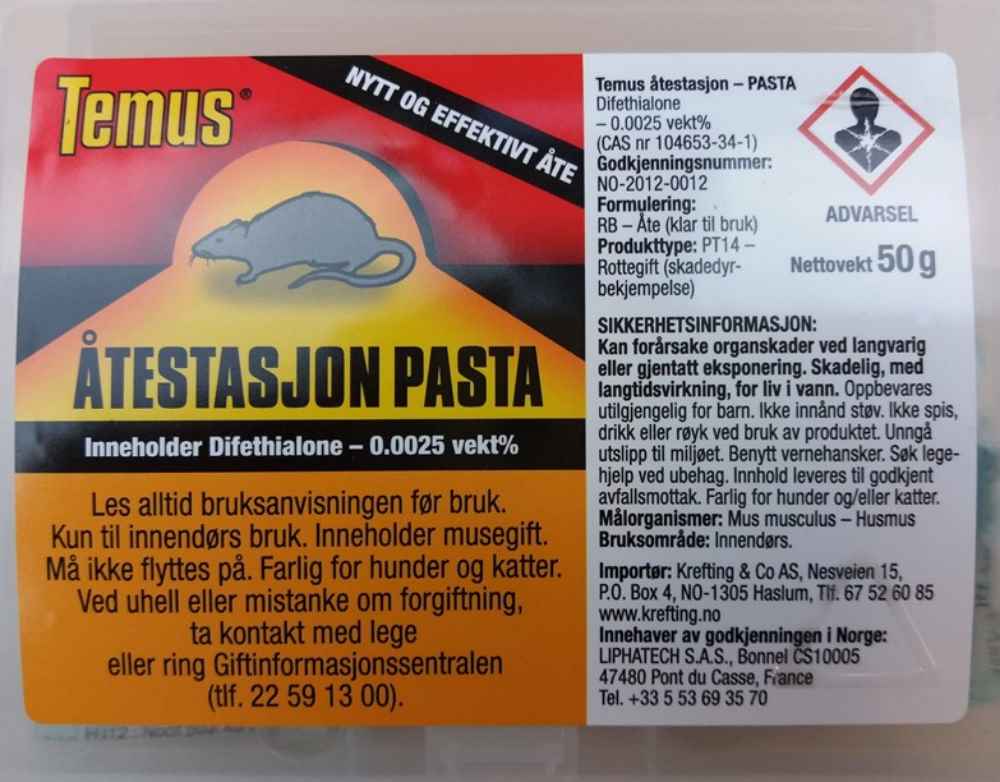 Temus®
NYTT OG EFFEKTIVT ÅTE
ÅTESTASJON PASTA
Inneholder Difethialone – 0.0025 vekt%
Les alltid bruksanvisningen før bruk.
Kun til innendørs bruk. Inneholder musegift.
Må ikke flyttes på. Farlig for hunder og katter.
Ved uhell eller mistanke om forgiftning,
ta kontakt med lege
eller ring Giftinformasjonssentralen
(tlf. 22 59 13 00).
Temus åtestasjon – PASTA
Difethialone
– 0.0025 vekt%
(CAS nr 104653-34-1)
Godkjenningsnummer:
NO-2012-0012
Formulering:
RB – Åte (klar til bruk)
Produkttype: PT14 –
Rottegift (skadedyr-
bekjempelse)
ADVARSEL
Nettovekt 50 g
SIKKERHETSINFORMASJON:
Kan forårsake organskader ved langvarig
eller gjentatt eksponering. Skadelig, med
langtidsvirkning, for liv i vann. Oppbevares
utilgjengelig for barn. Ikke innånd støv. Ikke spis,
drikk eller røyk ved bruk av produktet. Unngå
utslipp til miljøet. Benytt vernehansker. Søk lege-
hjelp ved ubehag. Innhold leveres til godkjent
avfallsmottak. Farlig for hunder og/eller katter.
Målorganismer: Mus musculus – Husmus
Bruksområde: Innendørs.
Importør: Krefting & Co AS, Nesveien 15,
P.O. Box 4, NO-1305 Haslum, Tlf. 67 52 60 85
www.krefting.no
Innehaver av godkjenningen i Norge:
LIPHATECH S.A.S., Bonnel CS10005
47480 Pont du Casse, France
Tel. +33 5 53 69 35 70